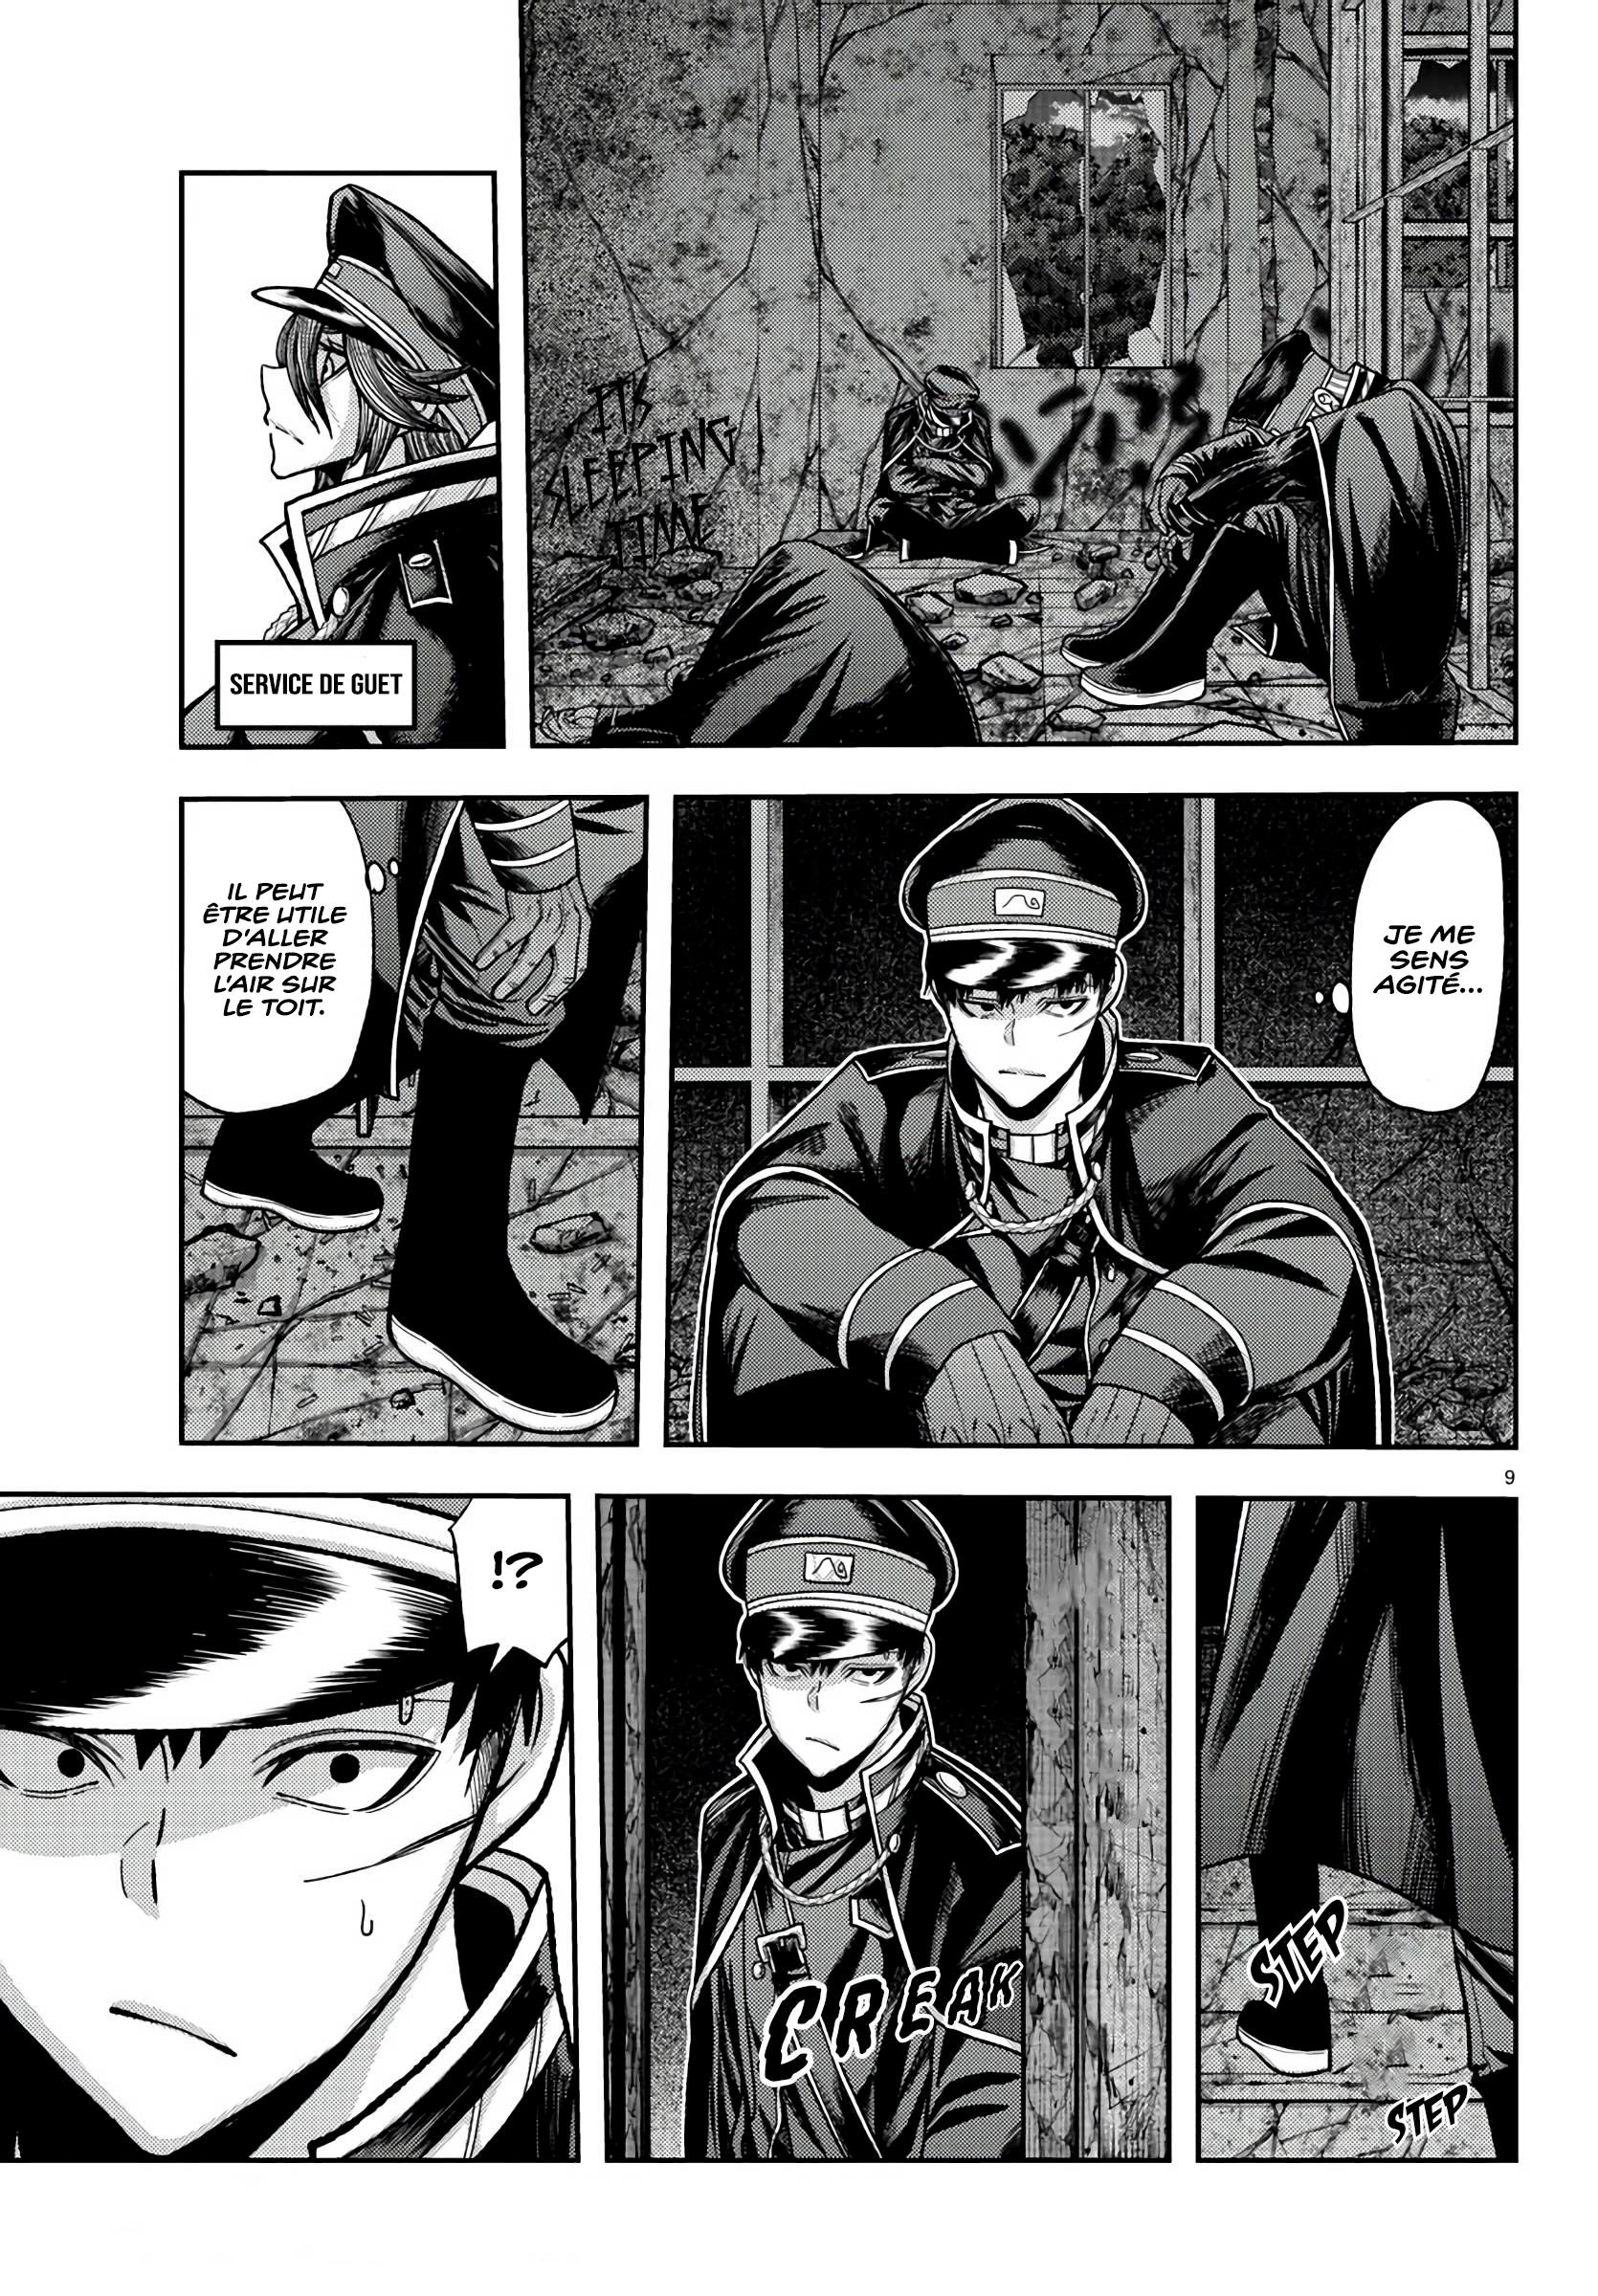 ITS
SLEEPING
TIME
SERVICE DE GUET
JE ME
SENS
AGITÉ...
IL PEUT
ÊTRE UTILE
D'ALLER
PRENDRE
L'AIR SUR
LE TOIT.
9
STEP
STEP
CREAK
!?